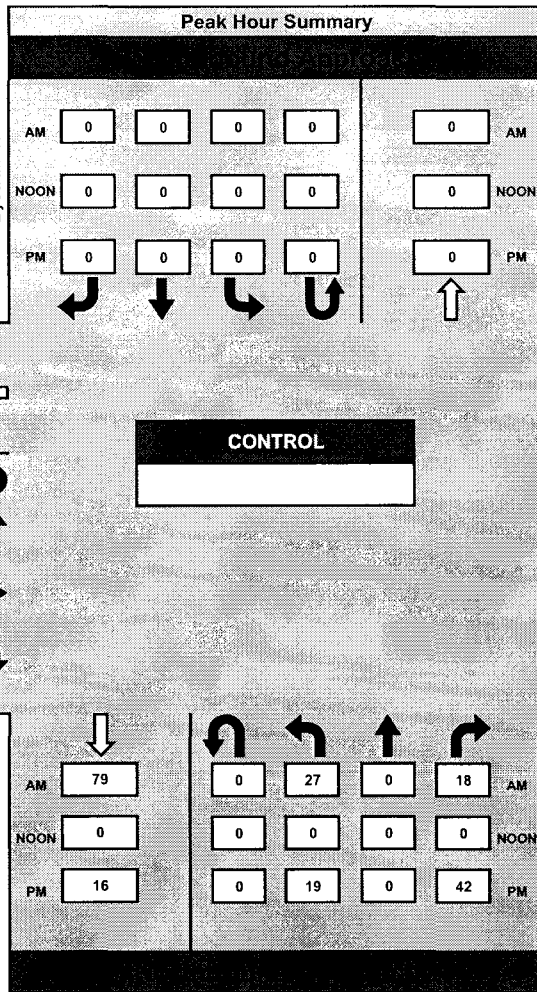 Peak Hour Summary
AM 0 0 0 0 0 AM
NOON 0 0 0 0 0 NOON
PM 0 0 0 0 0 PM
CONTROL
AM 79 0 27 0 18 AM
NOON 0 0 0 0 0 NOON
PM 16 0 19 0 42 PM